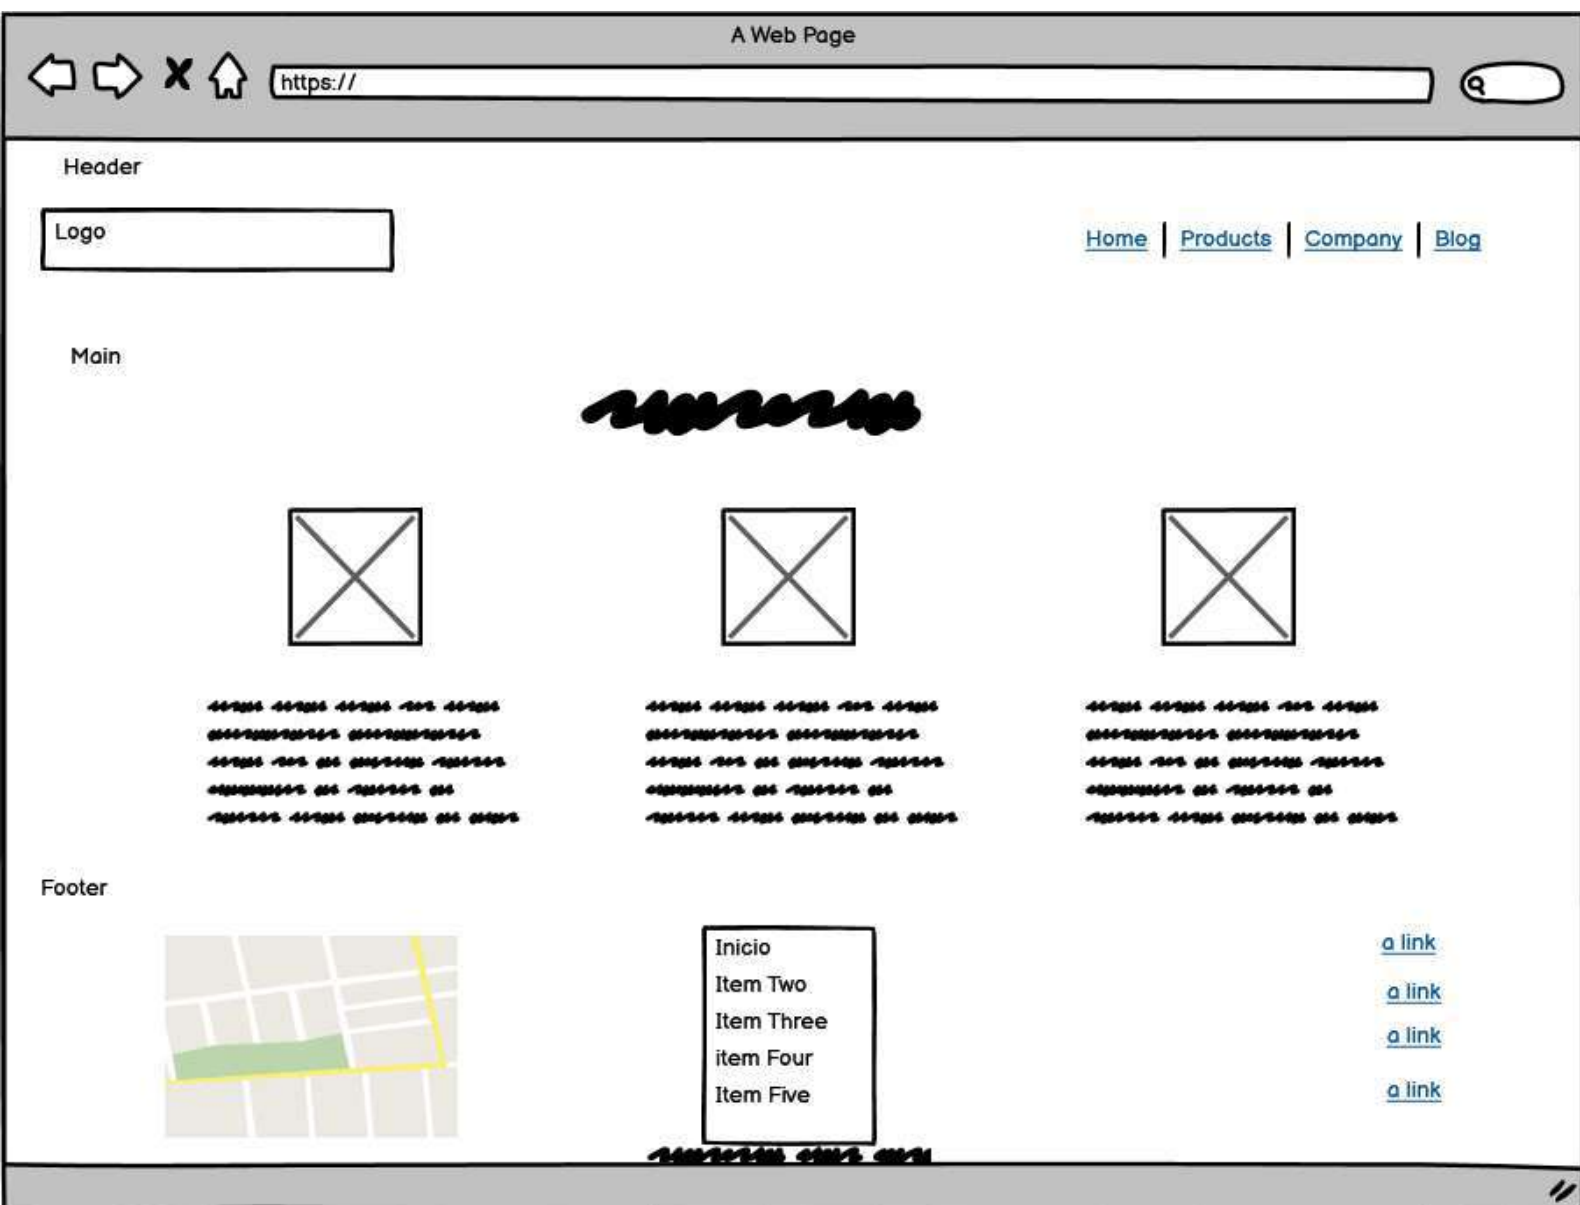 A Web Page
https://
Header
Logo
Home Products Company Blog
Main
Footer
Inicio
Item Two
Item Three
item Four
Item Five
a link
a link
a link
a link